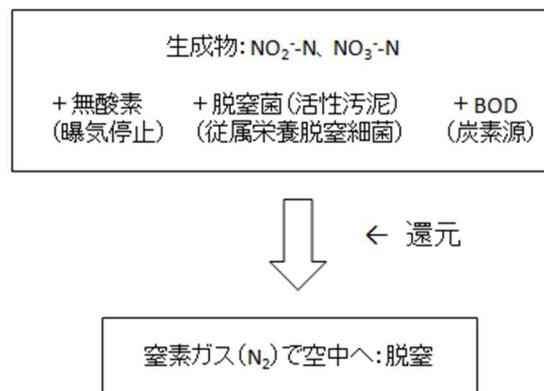 生成物：NO₂⁻-N、NO₃⁻-N
＋無酸素　＋脱窒菌（活性汚泥）　＋BOD
（曝気停止）　（従属栄養脱窒細菌）　（炭素源）
← 還元
窒素ガス（N₂）で空中へ：脱窒